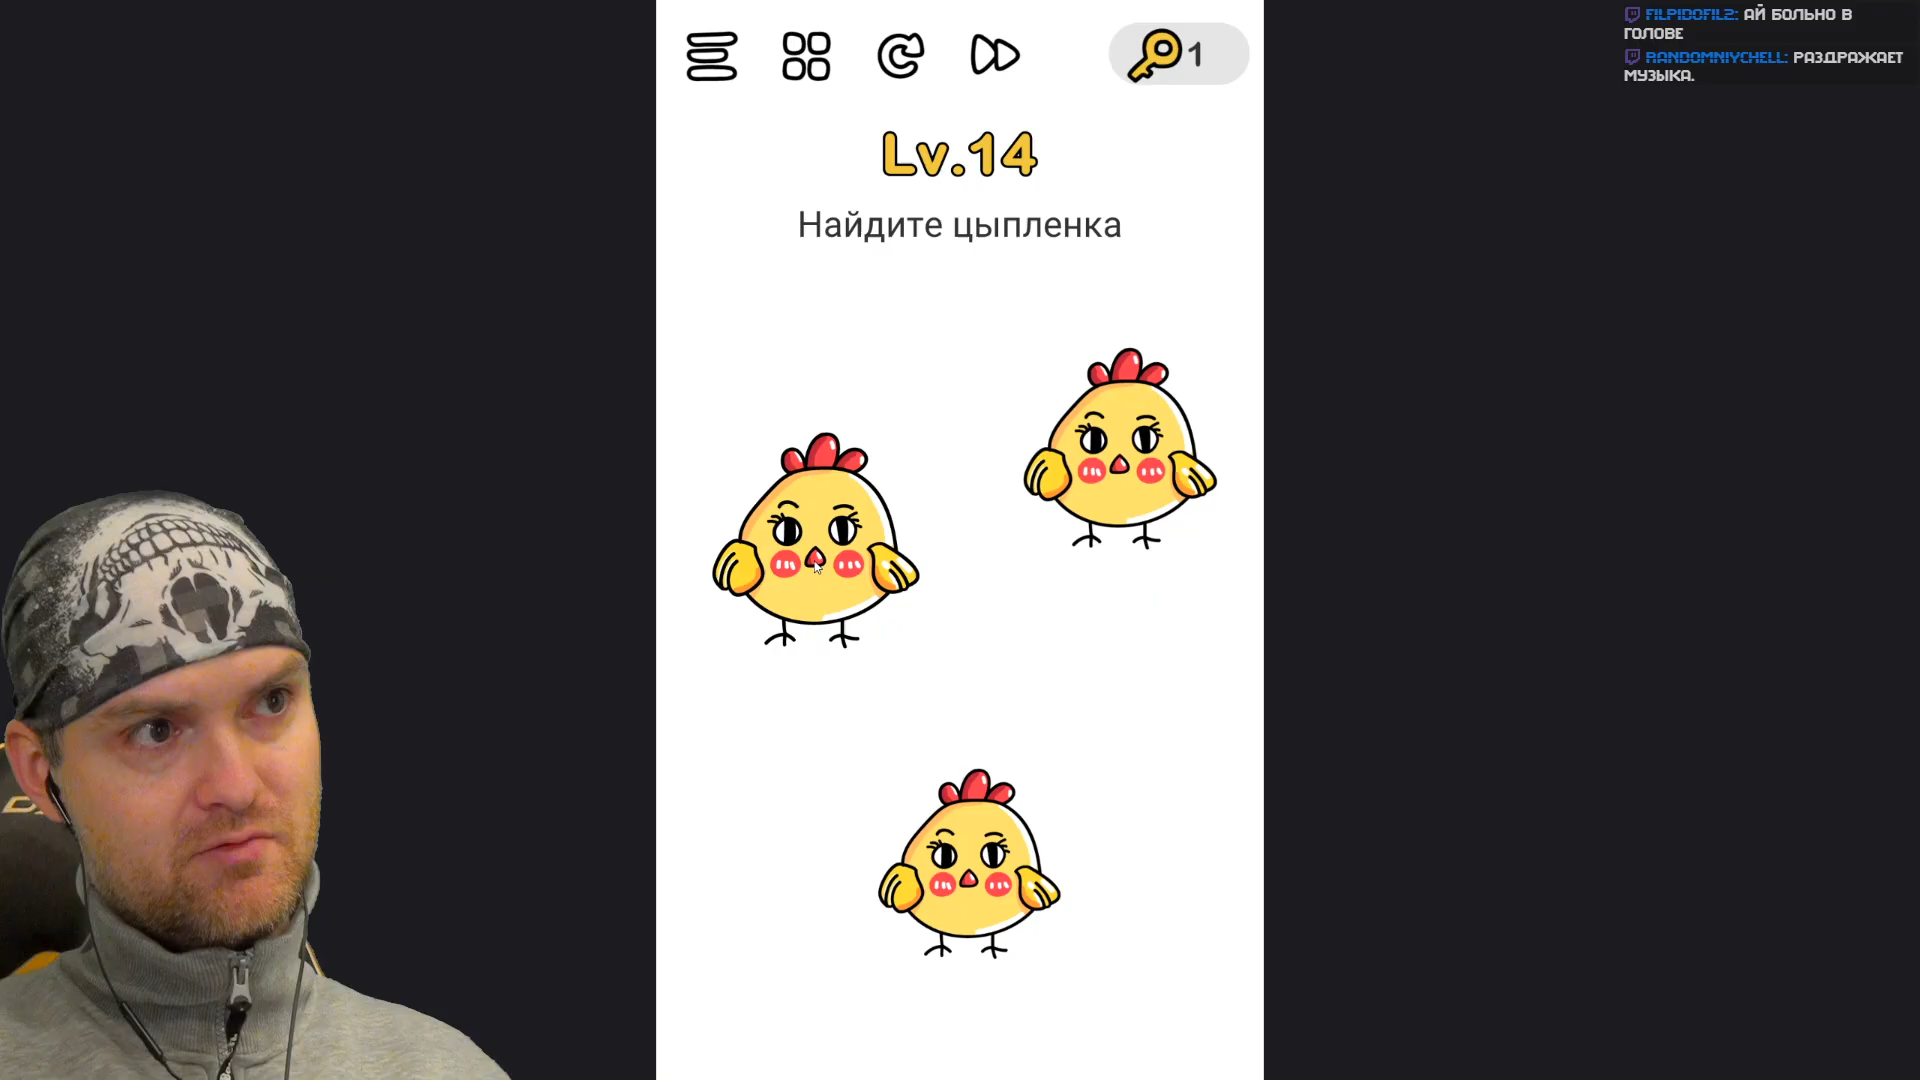 1
Lv.14
Найдите цыпленка
FILPIDOFIL2: АЙ БОЛЬНО В
ГОЛОВЕ
RANDOMNIYCHELL: РАЗДРАЖАЕТ
МУЗЫКА.